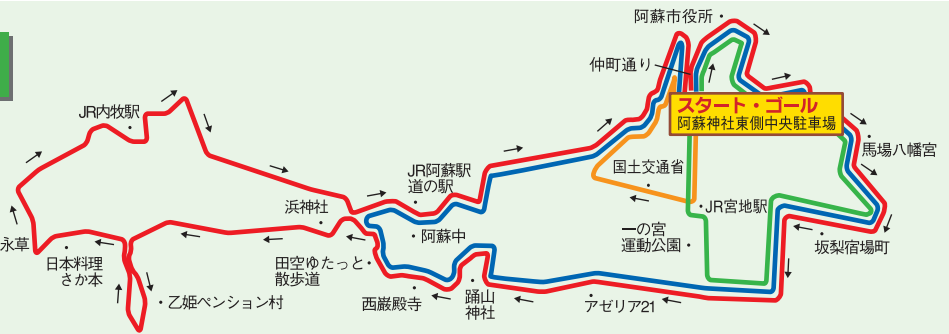 阿蘇市役所
仲町通り
スタート・ゴール
阿蘇神社東側中央駐車場
JR内牧駅
馬場八幡宮
JR阿蘇駅
道の駅
国土交通省
浜神社
JR宮地駅
阿蘇中
一の宮
運動公園
坂梨宿場町
永草
日本料理
さか本
田空ゆたっと
散歩道
乙姫ペンション村
西巌殿寺
踊山
神社
アゼリア21